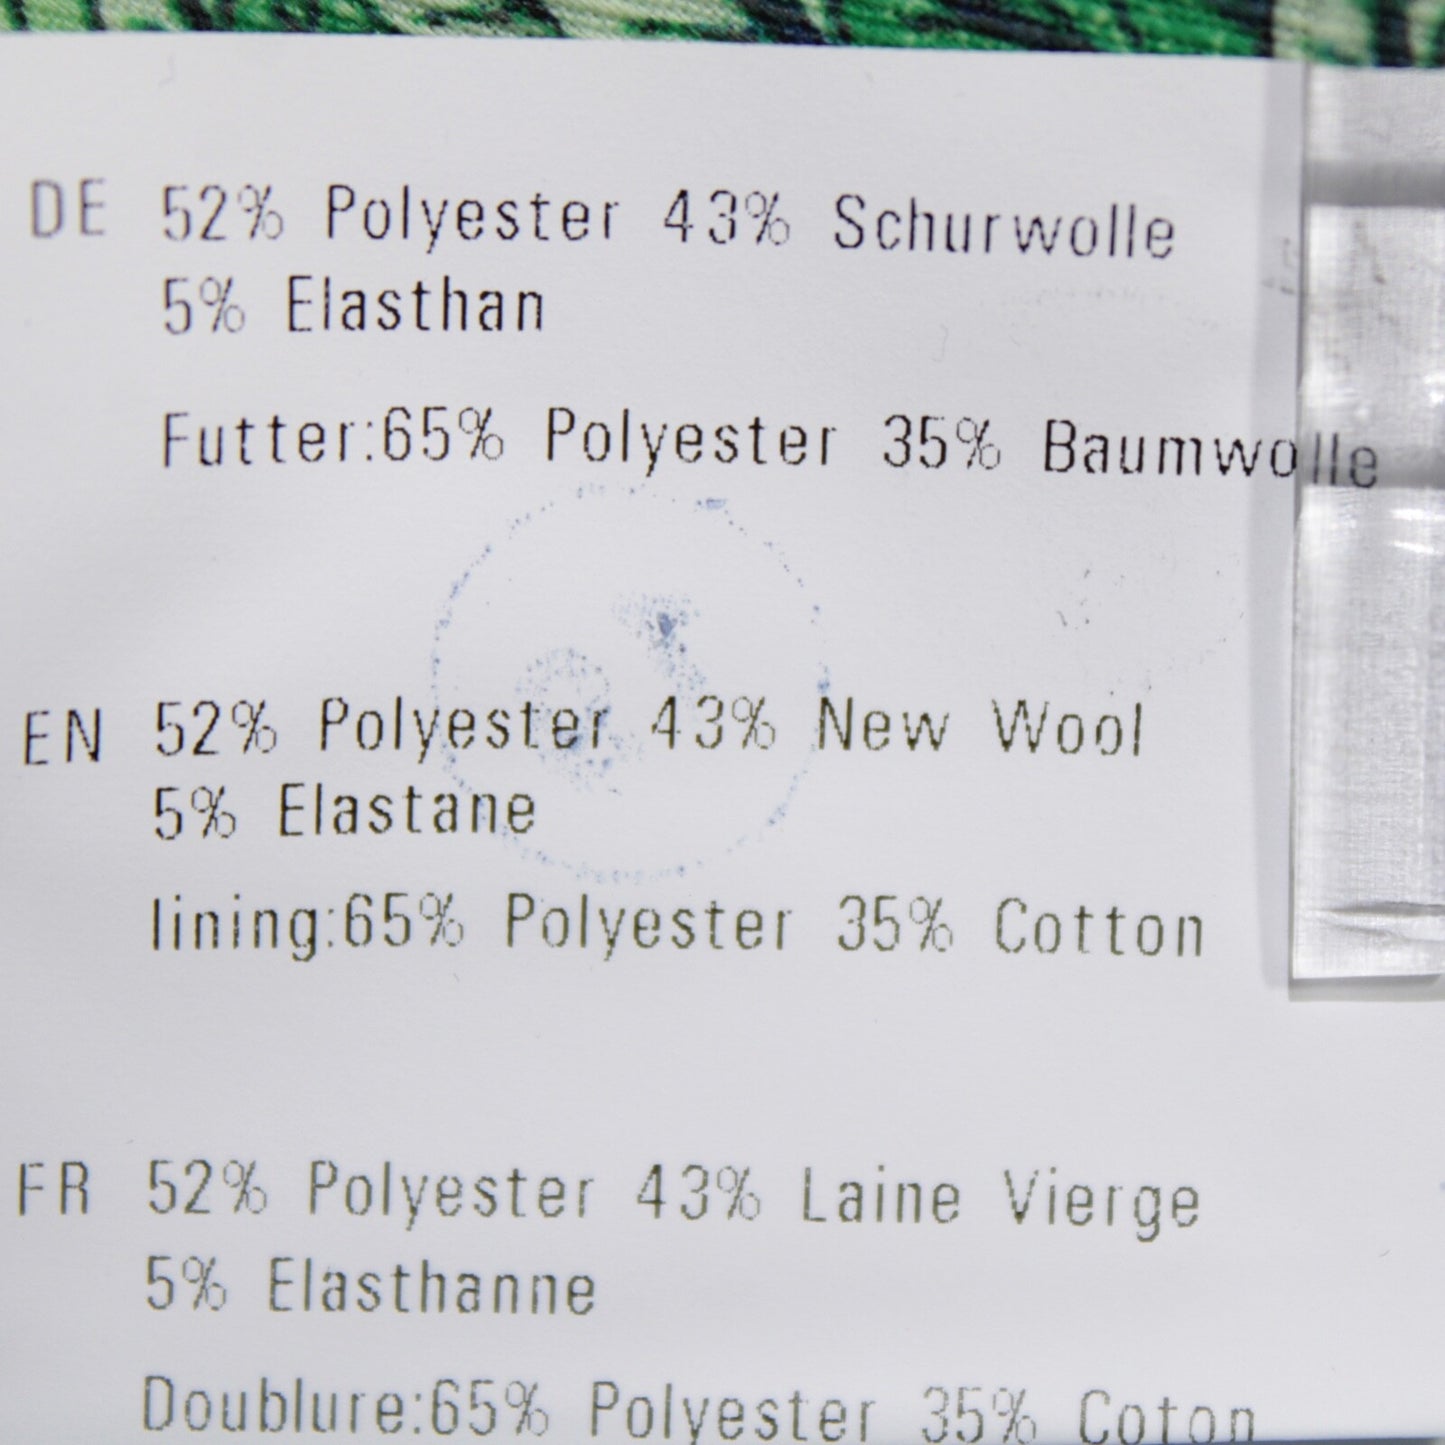 DE 52% Polyester 43% Schurwolle
5% Elasthan
Futter:65% Polyester 35% Baumwolle
EN 52% Polyester 43% New Wool
5% Elastane
lining:65% Polyester 35% Cotton
FR 52% Polyester 43% Laine Vierge
5% Elasthanne
Doublure:65% Polyester 35% Coton